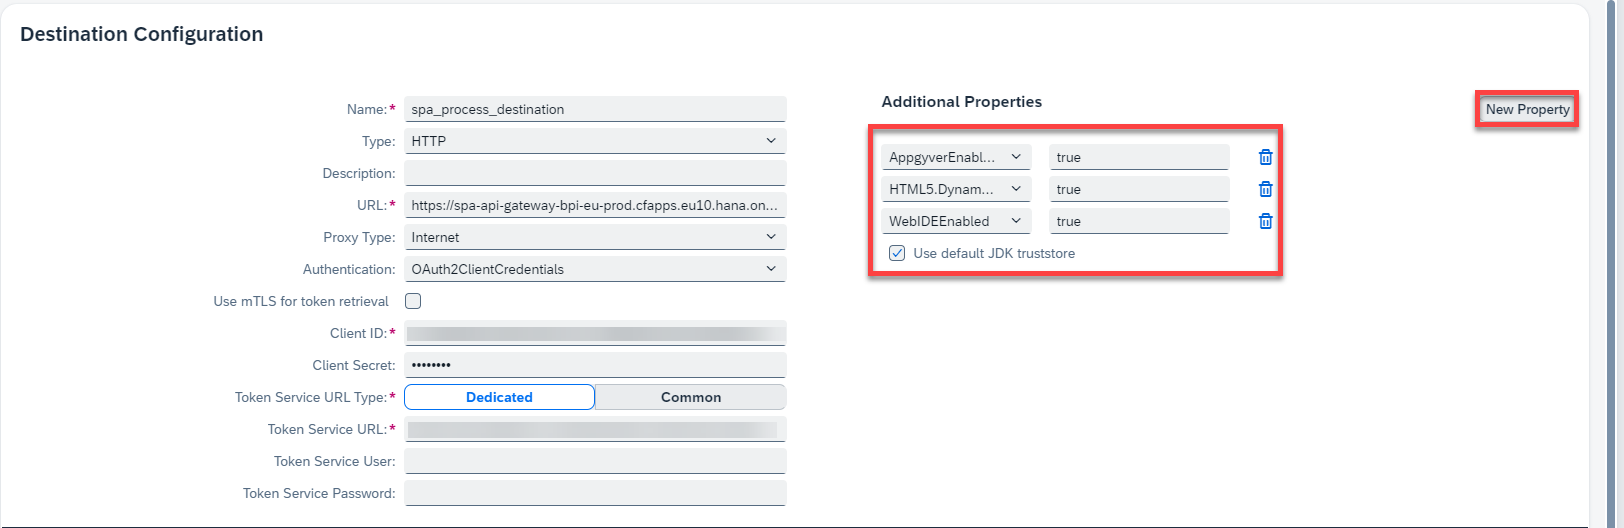 Destination Configuration
Name:* spa_process_destination
Type: HTTP
Description:
URL:* https://spa-api-gateway-bpi-eu-prod.cfapps.eu10.hana.on...
Proxy Type: Internet
Authentication: OAuth2ClientCredentials
Use mTLS for token retrieval
Client ID:*
Client Secret: ••••••••
Token Service URL Type:* Dedicated Common
Token Service URL:*
Token Service User:
Token Service Password:
Additional Properties
New Property
AppgyverEnabl... true
HTML5.Dynam... true
WebIDEEnabled true
Use default JDK truststore